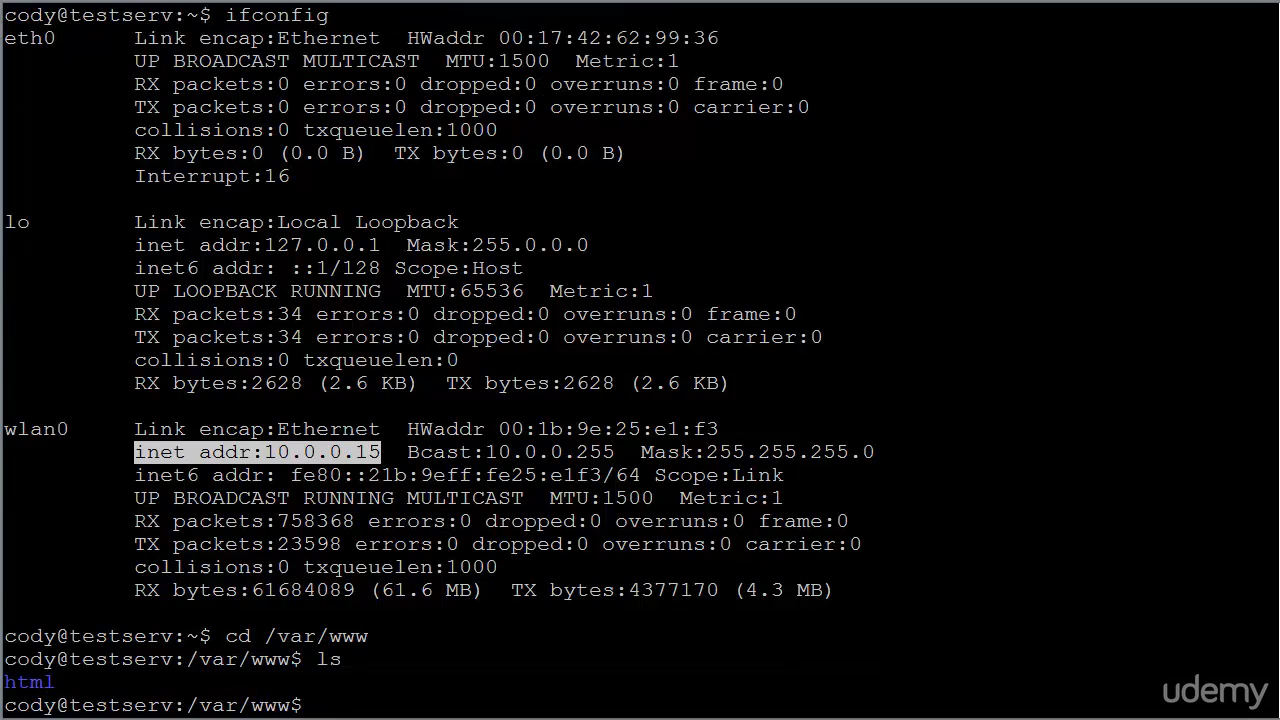 cody@testserv:~$ ifconfig
eth0      Link encap:Ethernet  HWaddr 00:17:42:62:99:36
          UP BROADCAST MULTICAST  MTU:1500  Metric:1
          RX packets:0 errors:0 dropped:0 overruns:0 frame:0
          TX packets:0 errors:0 dropped:0 overruns:0 carrier:0
          collisions:0 txqueuelen:1000
          RX bytes:0 (0.0 B)  TX bytes:0 (0.0 B)
          Interrupt:16
lo        Link encap:Local Loopback
          inet addr:127.0.0.1  Mask:255.0.0.0
          inet6 addr: ::1/128 Scope:Host
          UP LOOPBACK RUNNING  MTU:65536  Metric:1
          RX packets:34 errors:0 dropped:0 overruns:0 frame:0
          TX packets:34 errors:0 dropped:0 overruns:0 carrier:0
          collisions:0 txqueuelen:0
          RX bytes:2628 (2.6 KB)  TX bytes:2628 (2.6 KB)
wlan0     Link encap:Ethernet  HWaddr 00:1b:9e:25:e1:f3
          inet addr:10.0.0.15  Bcast:10.0.0.255  Mask:255.255.255.0
          inet6 addr: fe80::21b:9eff:fe25:e1f3/64 Scope:Link
          UP BROADCAST RUNNING MULTICAST  MTU:1500  Metric:1
          RX packets:758368 errors:0 dropped:0 overruns:0 frame:0
          TX packets:23598 errors:0 dropped:0 overruns:0 carrier:0
          collisions:0 txqueuelen:1000
          RX bytes:61684089 (61.6 MB)  TX bytes:4377170 (4.3 MB)
cody@testserv:~$ cd /var/www
cody@testserv:/var/www$ ls
html
cody@testserv:/var/www$
udemy